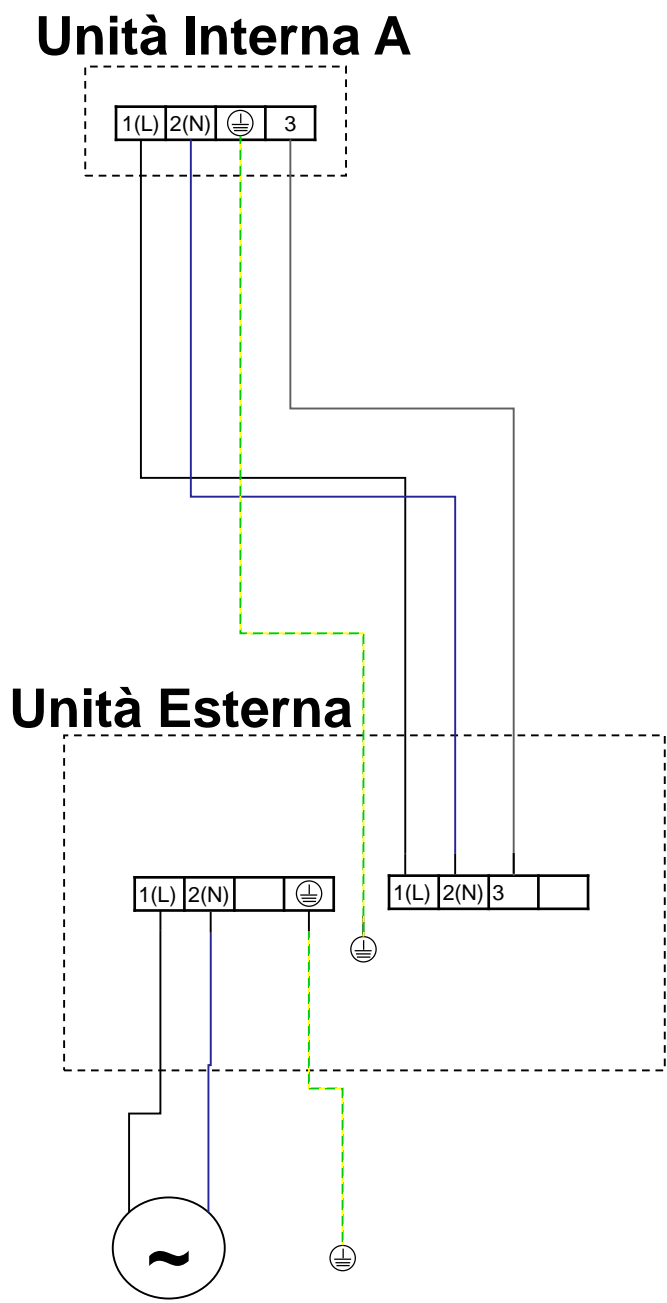 Unità Interna A
1(L) 2(N) 3
Unità Esterna
1(L) 2(N)
1(L) 2(N) 3
~